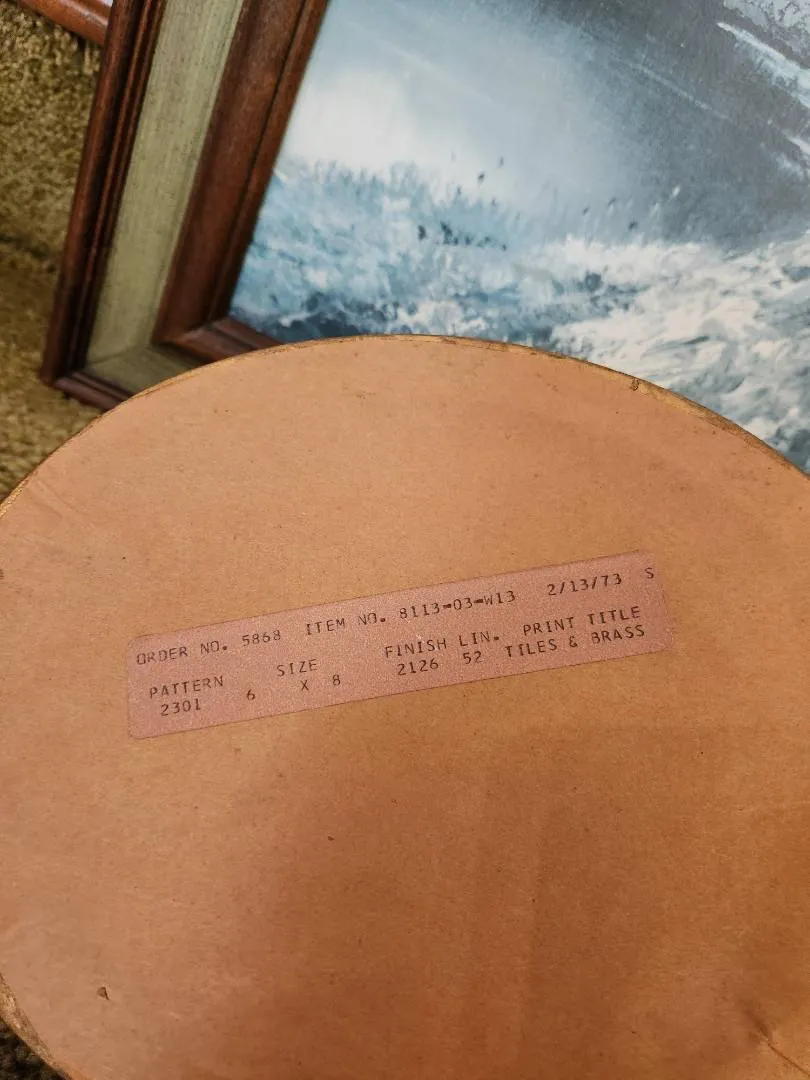 ORDER NO. 5868 ITEM NO. 8113-03-W13 2/13/73 S
PATTERN SIZE FINISH LIN. PRINT TITLE
2301 6 X 8 2126 52 TILES & BRASS